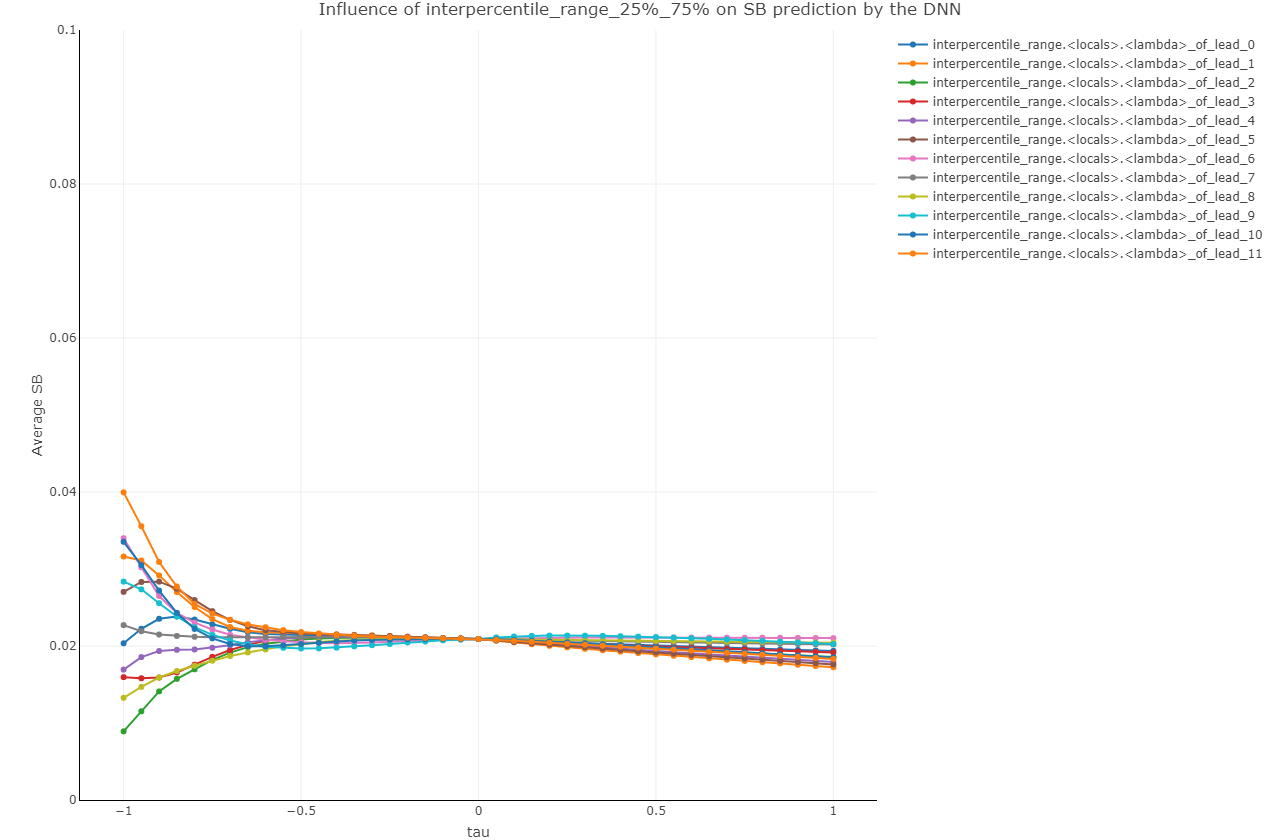 Influence of interpercentile_range_25%_75% on SB prediction by the DNN
0.1
0.08
0.06
0.04
0.02
0
Average SB
−1
−0.5
0
0.5
1
tau
interpercentile_range.<locals>.<lambda>_of_lead_0
interpercentile_range.<locals>.<lambda>_of_lead_1
interpercentile_range.<locals>.<lambda>_of_lead_2
interpercentile_range.<locals>.<lambda>_of_lead_3
interpercentile_range.<locals>.<lambda>_of_lead_4
interpercentile_range.<locals>.<lambda>_of_lead_5
interpercentile_range.<locals>.<lambda>_of_lead_6
interpercentile_range.<locals>.<lambda>_of_lead_7
interpercentile_range.<locals>.<lambda>_of_lead_8
interpercentile_range.<locals>.<lambda>_of_lead_9
interpercentile_range.<locals>.<lambda>_of_lead_10
interpercentile_range.<locals>.<lambda>_of_lead_11